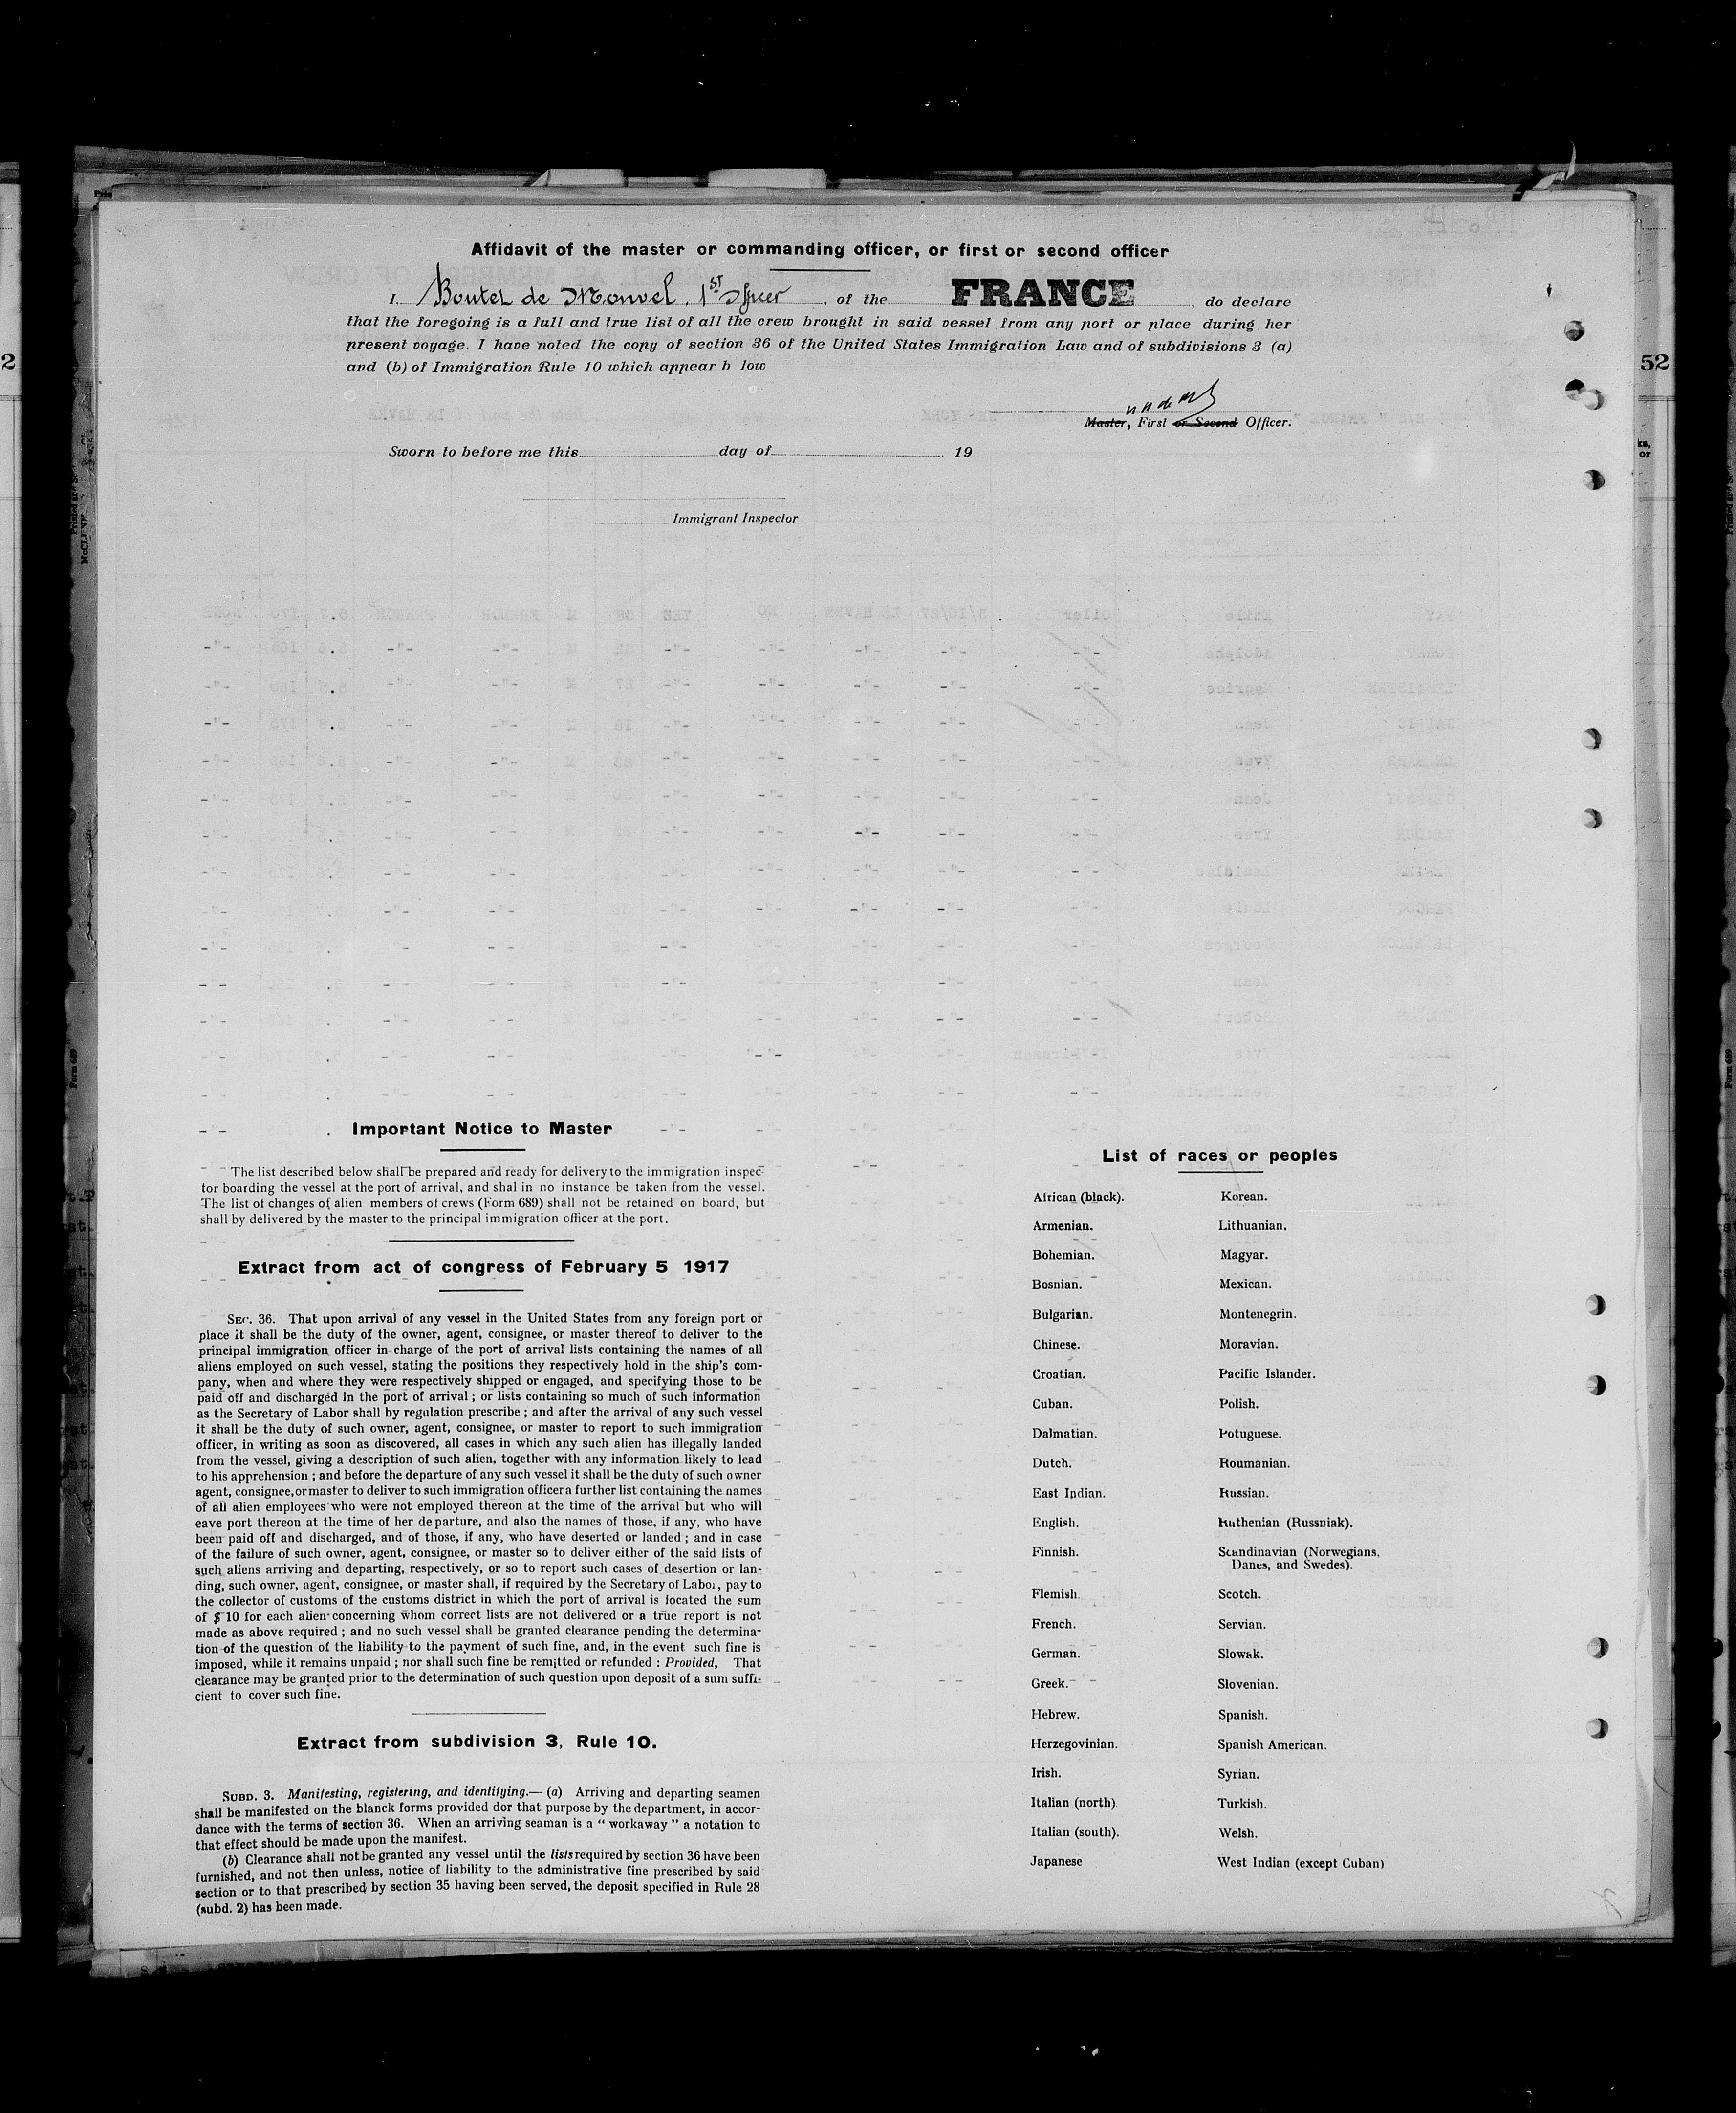 Affidavit of the master or commanding officer, or first or second officer
I. Boutet de Monvel. 1st Officer, of the FRANCE, do declare
that the foregoing is a full and true list of all the crew brought in said vessel from any port or place during her
present voyage. I have noted the copy of section 36 of the United States Immigration Law and of subdivisions 3 (a)
and (b) of Immigration Rule 10 which appear b low
Master, First or Second Officer.
Sworn to before me this day of 19
Immigrant Inspector
Important Notice to Master
The list described below shall be prepared and ready for delivery to the immigration inspec-
tor boarding the vessel at the port of arrival, and shal in no instance be taken from the vessel.
The list of changes of alien members of crews (Form 689) shall not be retained on board, but
shall by delivered by the master to the principal immigration officer at the port.
Extract from act of congress of February 5 1917
SEC. 36. That upon arrival of any vessel in the United States from any foreign port or
place it shall be the duty of the owner, agent, consignee, or master thereof to deliver to the
principal immigration officer in charge of the port of arrival lists containing the names of all
aliens employed on such vessel, stating the positions they respectively hold in the ship's com-
pany, when and where they were respectively shipped or engaged, and specifying those to be
paid off and discharged in the port of arrival ; or lists containing so much of such information
as the Secretary of Labor shall by regulation prescribe ; and after the arrival of any such vessel
it shall be the duty of such owner, agent, consignee, or master to report to such immigration
officer, in writing as soon as discovered, all cases in which any such alien has illegally landed
from the vessel, giving a description of such alien, together with any information likely to lead
to his apprehension ; and before the departure of any such vessel it shall be the duty of such owner
agent, consignee, or master to deliver to such immigration officer a further list containing the names
of all alien employees who were not employed thereon at the time of the arrival but who will
eave port thereon at the time of her departure, and also the names of those, if any, who have
been paid off and discharged, and of those, if any, who have deserted or landed ; and in case
of the failure of such owner, agent, consignee, or master so to deliver either of the said lists of
such aliens arriving and departing, respectively, or so to report such cases of desertion or lan-
ding, such owner, agent, consignee, or master shall, if required by the Secretary of Labor, pay to
the collector of customs of the customs district in which the port of arrival is located the sum
of $ 10 for each alien concerning whom correct lists are not delivered or a true report is not
made as above required ; and no such vessel shall be granted clearance pending the determina-
tion of the question of the liability to the payment of such fine, and, in the event such fine is
imposed, while it remains unpaid ; nor shall such fine be remitted or refunded : Provided, That
clearance may be granted prior to the determination of such question upon deposit of a sum suffi-
cient to cover such fine.
Extract from subdivision 3, Rule 10.
SUBD. 3. Manifesting, registering, and identifying.— (a) Arriving and departing seamen
shall be manifested on the blanck forms provided dor that purpose by the department, in accor-
dance with the terms of section 36. When an arriving seaman is a " workaway " a notation to
that effect should be made upon the manifest.
(b) Clearance shall not be granted any vessel until the lists required by section 36 have been
furnished, and not then unless, notice of liability to the administrative fine prescribed by said
section or to that prescribed by section 35 having been served, the deposit specified in Rule 28
(subd. 2) has been made.
List of races or peoples
African (black).
Armenian.
Bohemian.
Bosnian.
Bulgarian.
Chinese.
Croatian.
Cuban.
Dalmatian.
Dutch.
East Indian.
English.
Finnish.
Flemish.
French.
German.
Greek.
Hebrew.
Herzegovinian.
Irish.
Italian (north)
Italian (south).
Japanese
Korean.
Lithuanian.
Magyar.
Mexican.
Montenegrin.
Moravian.
Pacific Islander.
Polish.
Potuguese.
Roumanian.
Russian.
Ruthenian (Russniak).
Scandinavian (Norwegians,
Danes, and Swedes).
Scotch.
Servian.
Slowak.
Slovenian.
Spanish.
Spanish American.
Syrian.
Turkish.
Welsh.
West Indian (except Cuban)
52